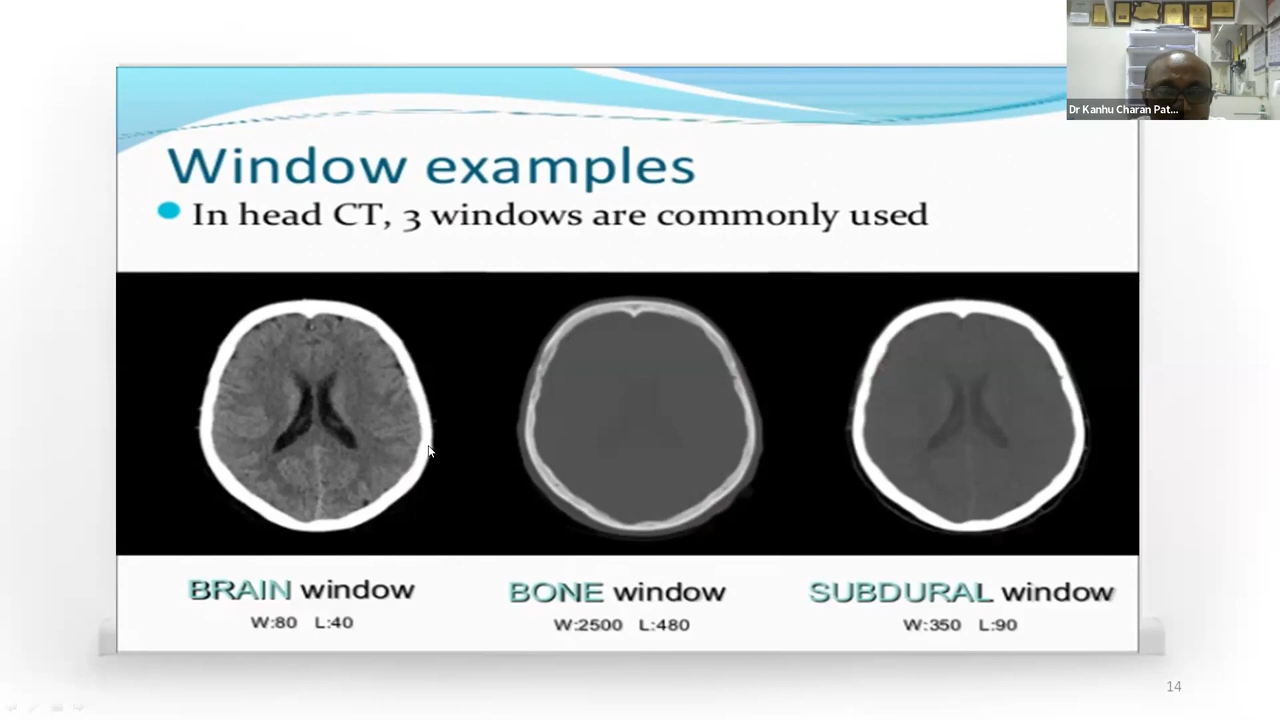 Dr Kanhu Charan Pat...
Window examples
In head CT, 3 windows are commonly used
BRAIN window
W:80 L:40
BONE window
W:2500 L:480
SUBDURAL window
W:350 L:90
14